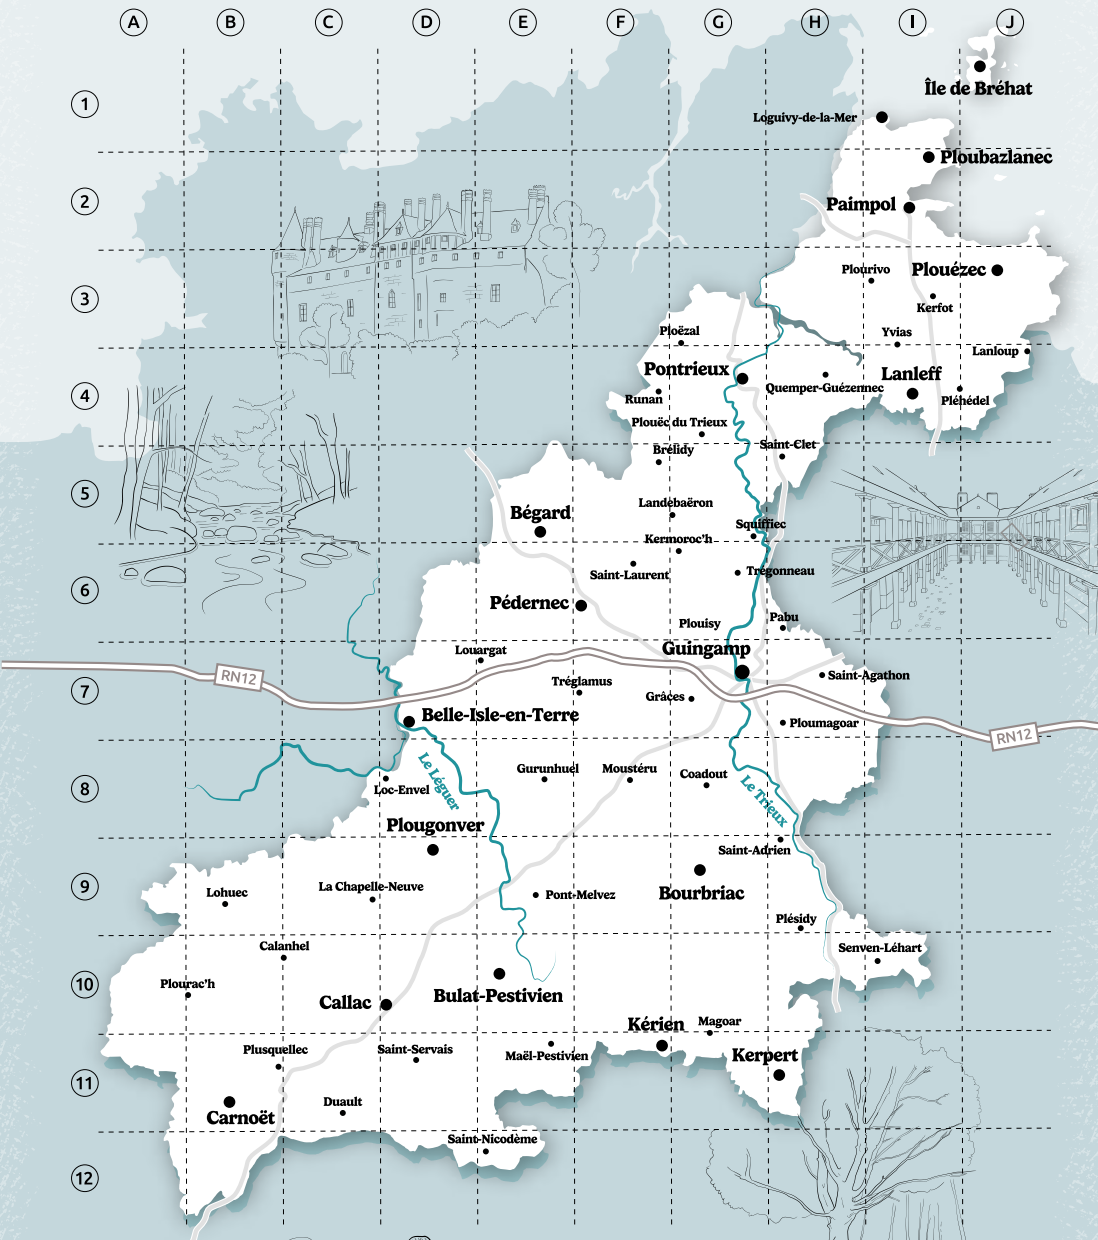 A B C D E F G H I J
1
Île de Bréhat
Loguivy-de-la-Mer
Ploubazlanec
2
Paimpol
Plourivo
Plouézec
3
Kerfot
Ploëzal
Yvias
Lanloup
Pontrieux
Lanleff
Quemper-Guézennec
4
Runan
Pléhédel
Plouëc du Trieux
Saint-Clet
Brélidy
5
Landebaëron
Bégard
Squiffiec
Kermoroc'h
Saint-Laurent
Trégonneau
6
Pédernec
Pabu
Plouisy
Louargat
Guingamp
RN12
Saint-Agathon
Tréglamus
7
Grâces
Belle-Isle-en-Terre
Ploumagoar
RN12
Gurunhuel
Moustéru
Coadout
Le Léguer
8
Loc-Envel
Le Trieux
Plougonver
Saint-Adrien
9
La Chapelle-Neuve
Lohuec
Pont-Melvez
Bourbriac
Plésidy
Calanhel
Senven-Léhart
10
Plourac'h
Callac
Bulat-Pestivien
Kérien
Magoar
Plusquellec
Saint-Servais
Maël-Pestivien
Kerpert
11
Duault
Carnoët
Saint-Nicodème
12